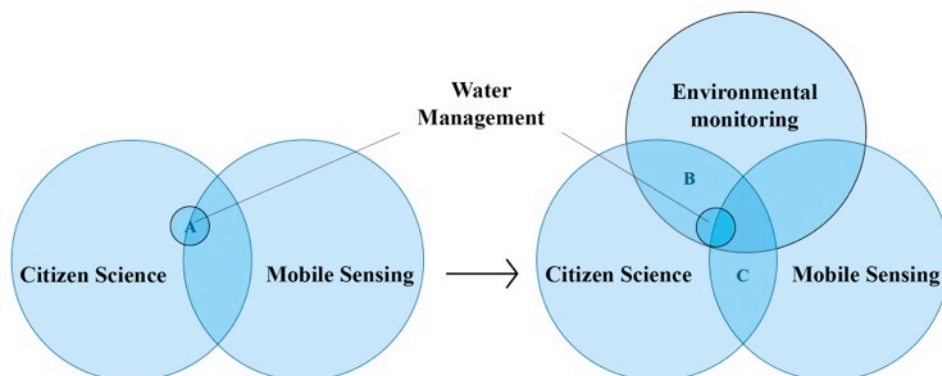 Water
Management
Environmental
monitoring
A
Citizen Science
Mobile Sensing
B
Citizen Science
C
Mobile Sensing